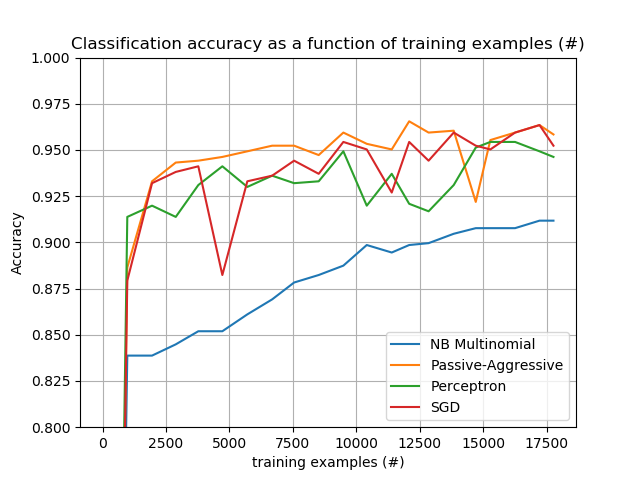 Classification accuracy as a function of training examples (#)
1.000
0.975
0.950
0.925
0.900
0.875
0.850
0.825
0.800
Accuracy
NB Multinomial
Passive-Aggressive
Perceptron
SGD
0 2500 5000 7500 10000 12500 15000 17500
training examples (#)